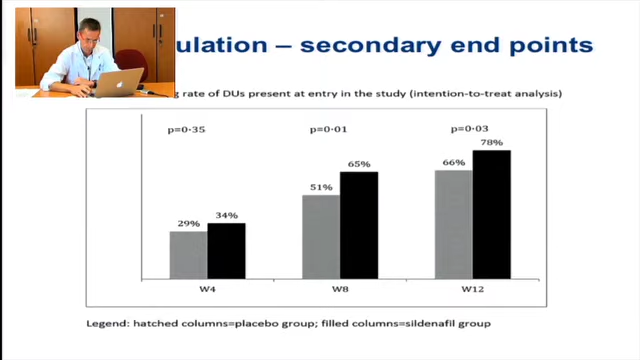 ulation – secondary end points
g rate of DUs present at entry in the study (intention-to-treat analysis)
p=0·35 p=0·01 p=0·03
29% 34% 51% 65% 66% 78%
W4 W8 W12
Legend: hatched columns=placebo group; filled columns=sildenafil group